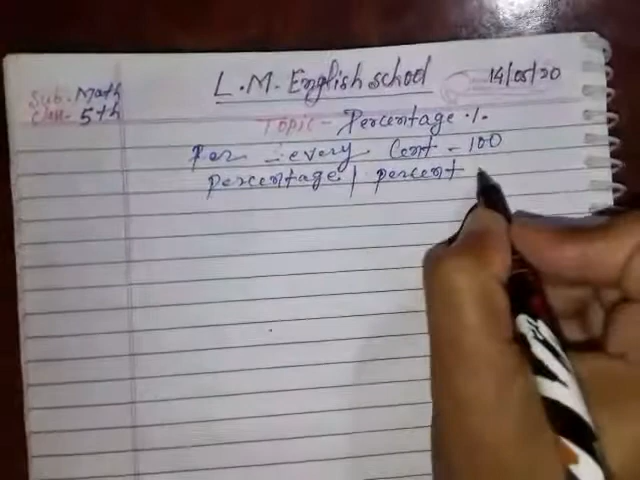 L.M. English school 14/05/20
Sub- Math
Class- 5th
Topic- Percentage %.
Per - every Cent - 100
percentage / percent